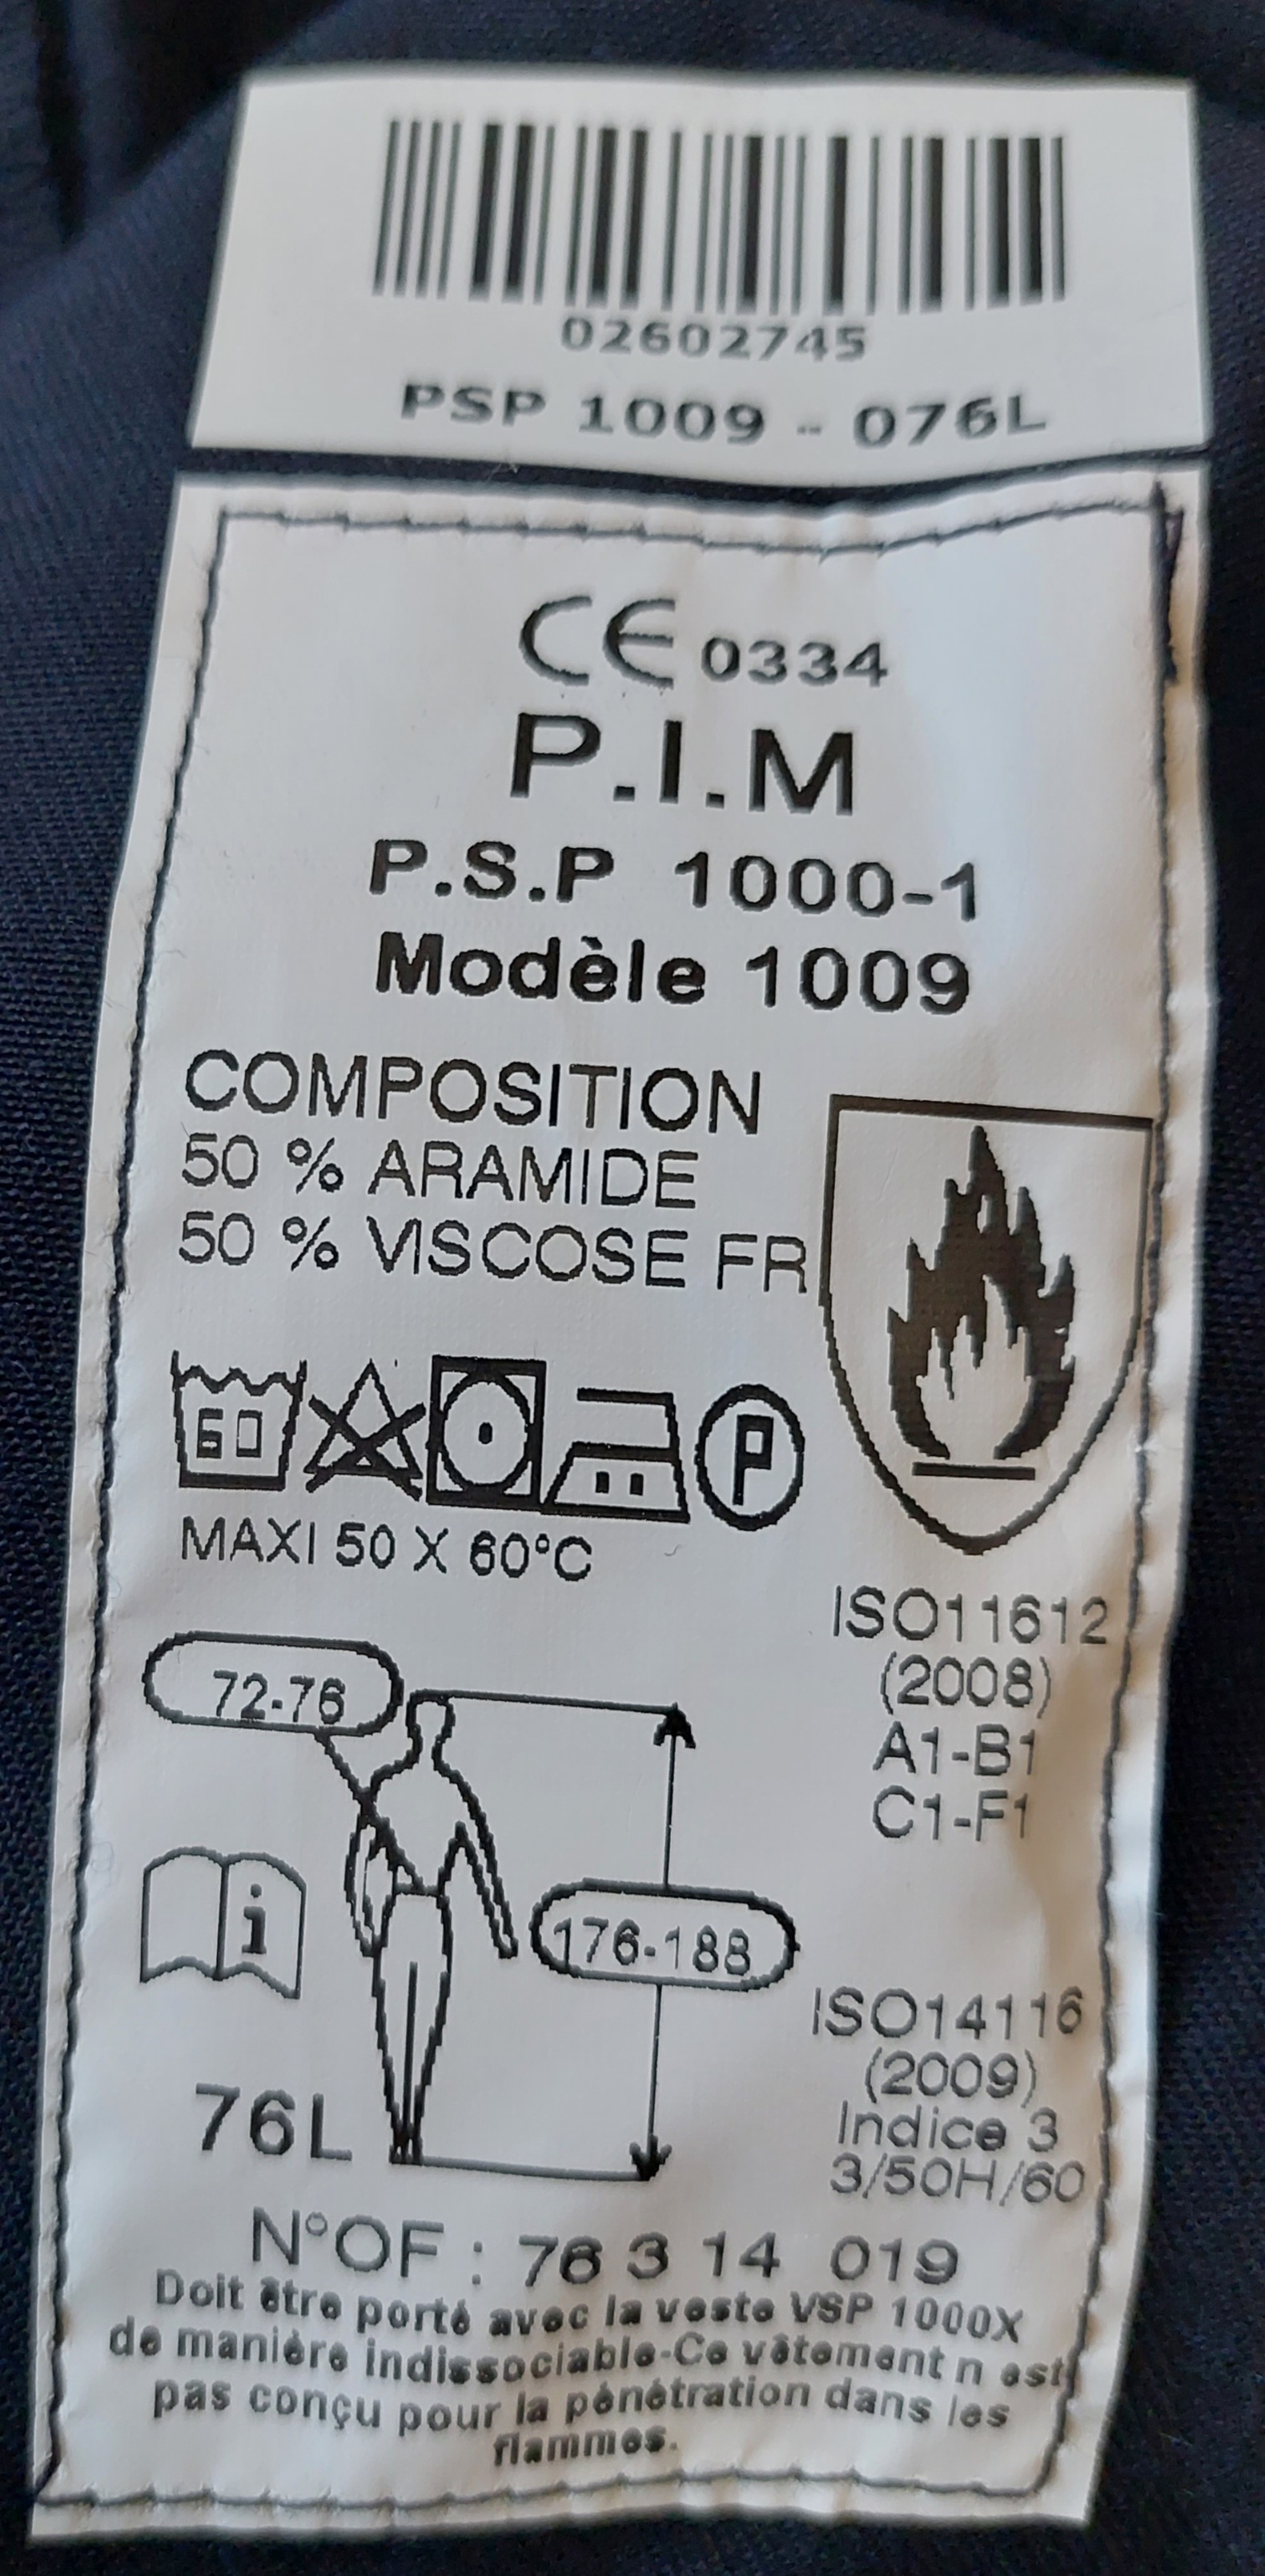 02602745
PSP 1009 - 076L
CE 0334
P.I.M
P.S.P 1000-1
Modèle 1009
COMPOSITION
50 % ARAMIDE
50 % VISCOSE FR
60
P
MAXI 50 X 60°C
ISO11612
(2008)
A1-B1
C1-F1
72-76
i
176-188
ISO14116
(2009)
Indice 3
3/50H/60
76L
N°OF : 76 3 14 019
Doit être porté avec la veste VSP 1000X
de manière indissociable-Ce vêtement n est
pas conçu pour la pénétration dans les
flammes.